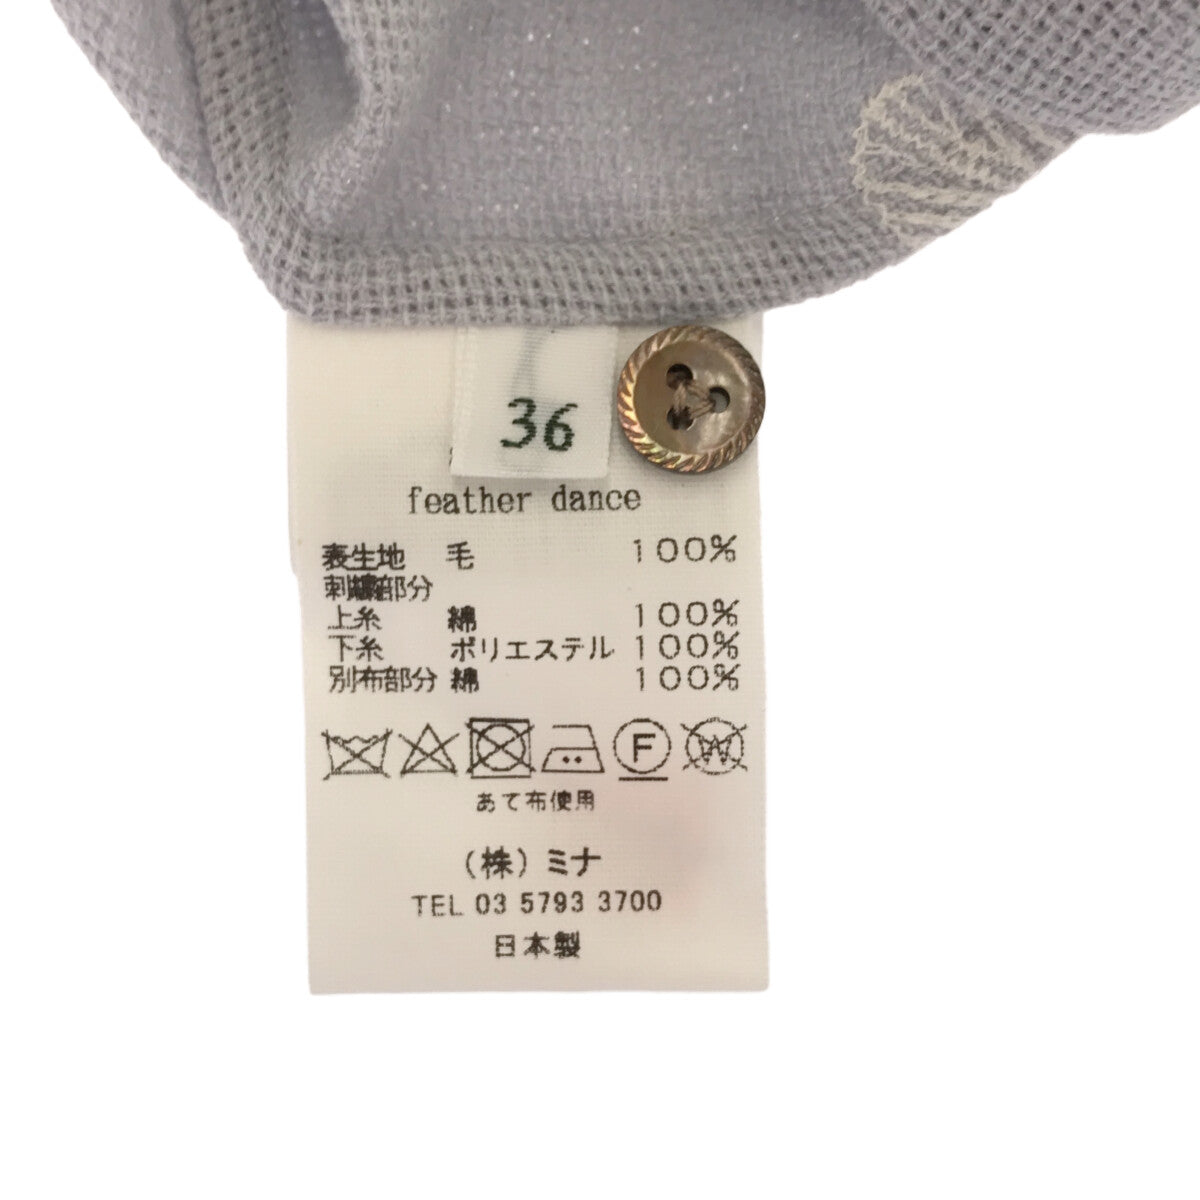 36
feather dance
表生地 毛 100%
刺繍部分
上糸 綿 100%
下糸 ポリエステル 100%
別布部分 綿 100%
F W
あて布使用
（株）ミナ
TEL 03 5793 3700
日本製